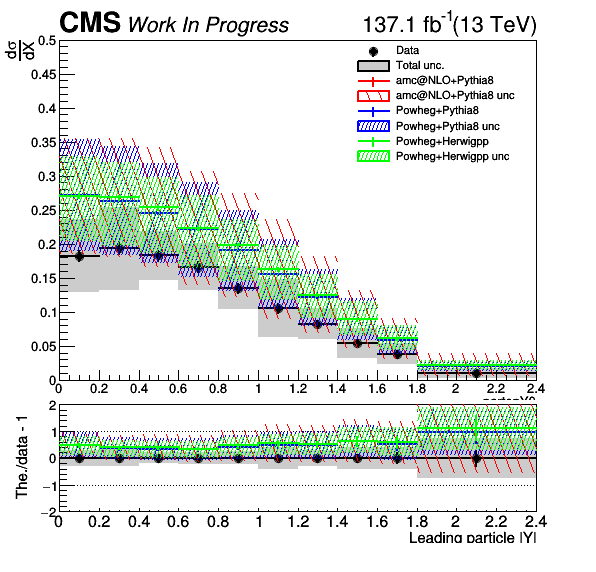 CMS Work In Progress 137.1 fb⁻¹(13 TeV)
dσ
dX
0.5
0.45
0.4
0.35
0.3
0.25
0.2
0.15
0.1
0.05
0
Data
Total unc.
amc@NLO+Pythia8
amc@NLO+Pythia8 unc
Powheg+Pythia8
Powheg+Pythia8 unc
Powheg+Herwigpp
Powheg+Herwigpp unc
0 0.2 0.4 0.6 0.8 1 1.2 1.4 1.6 1.8 2 2.2 2.4
The./data - 1
2
1
0
−1
−2
0 0.2 0.4 0.6 0.8 1 1.2 1.4 1.6 1.8 2 2.2 2.4
Leading particle |Y|